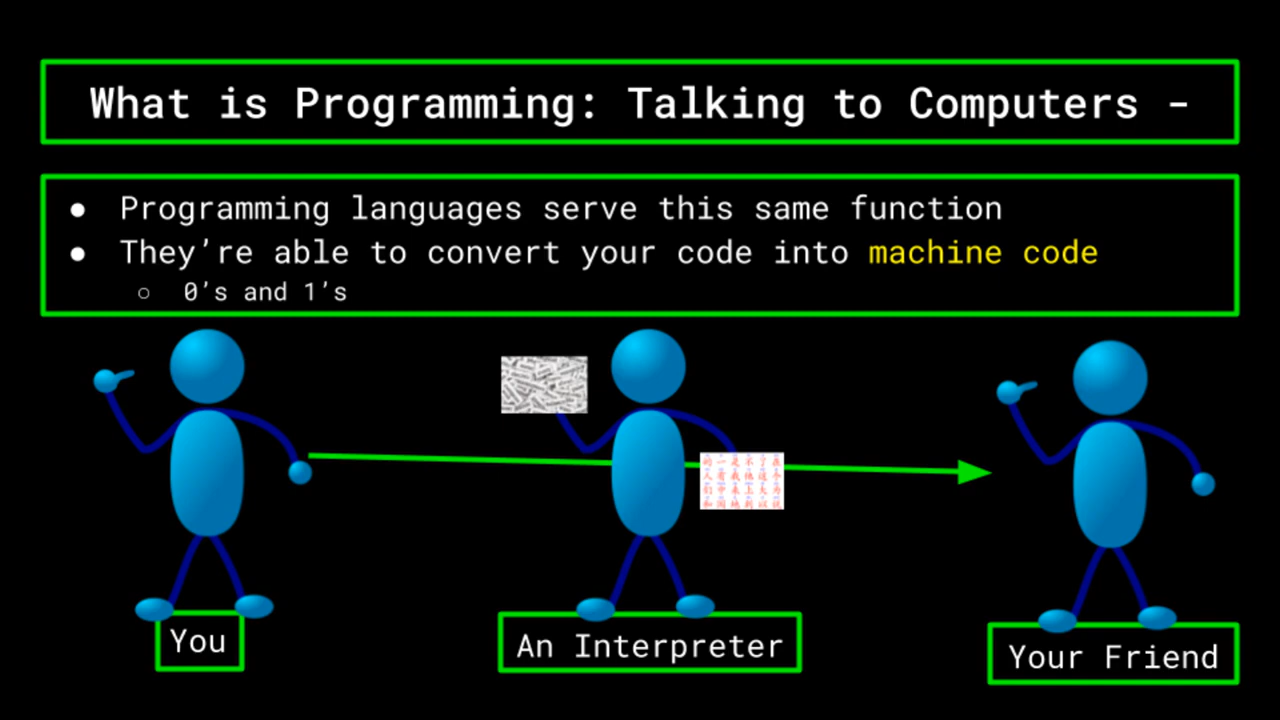 What is Programming: Talking to Computers -
● Programming languages serve this same function
● They’re able to convert your code into machine code
○ 0’s and 1’s
You
An Interpreter
Your Friend